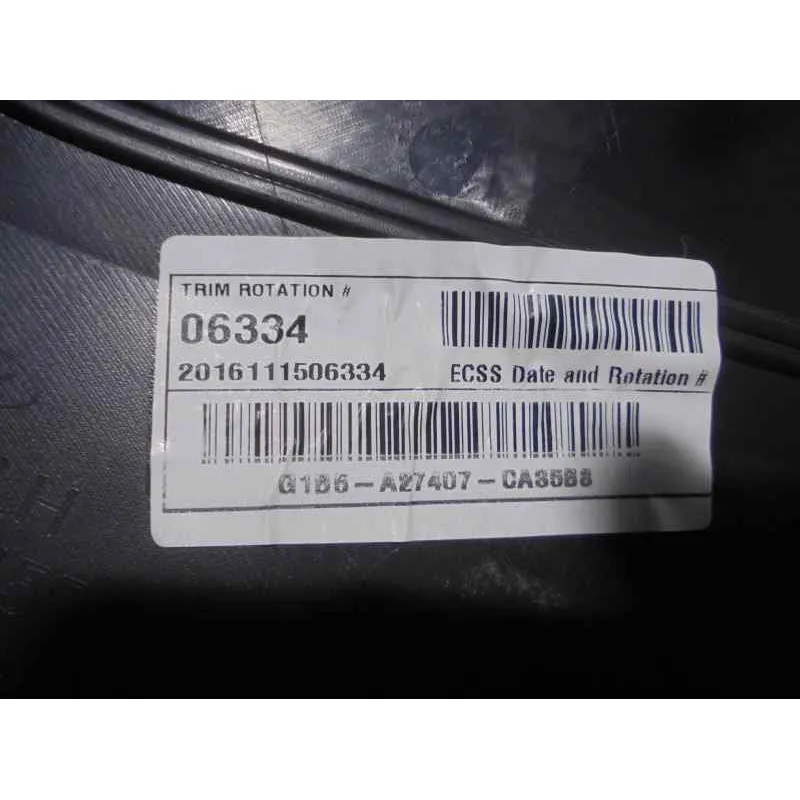 TRIM ROTATION #
06334
2016111506334
ECSS Date and Rotation #
G1B5-A27407-CA35B8